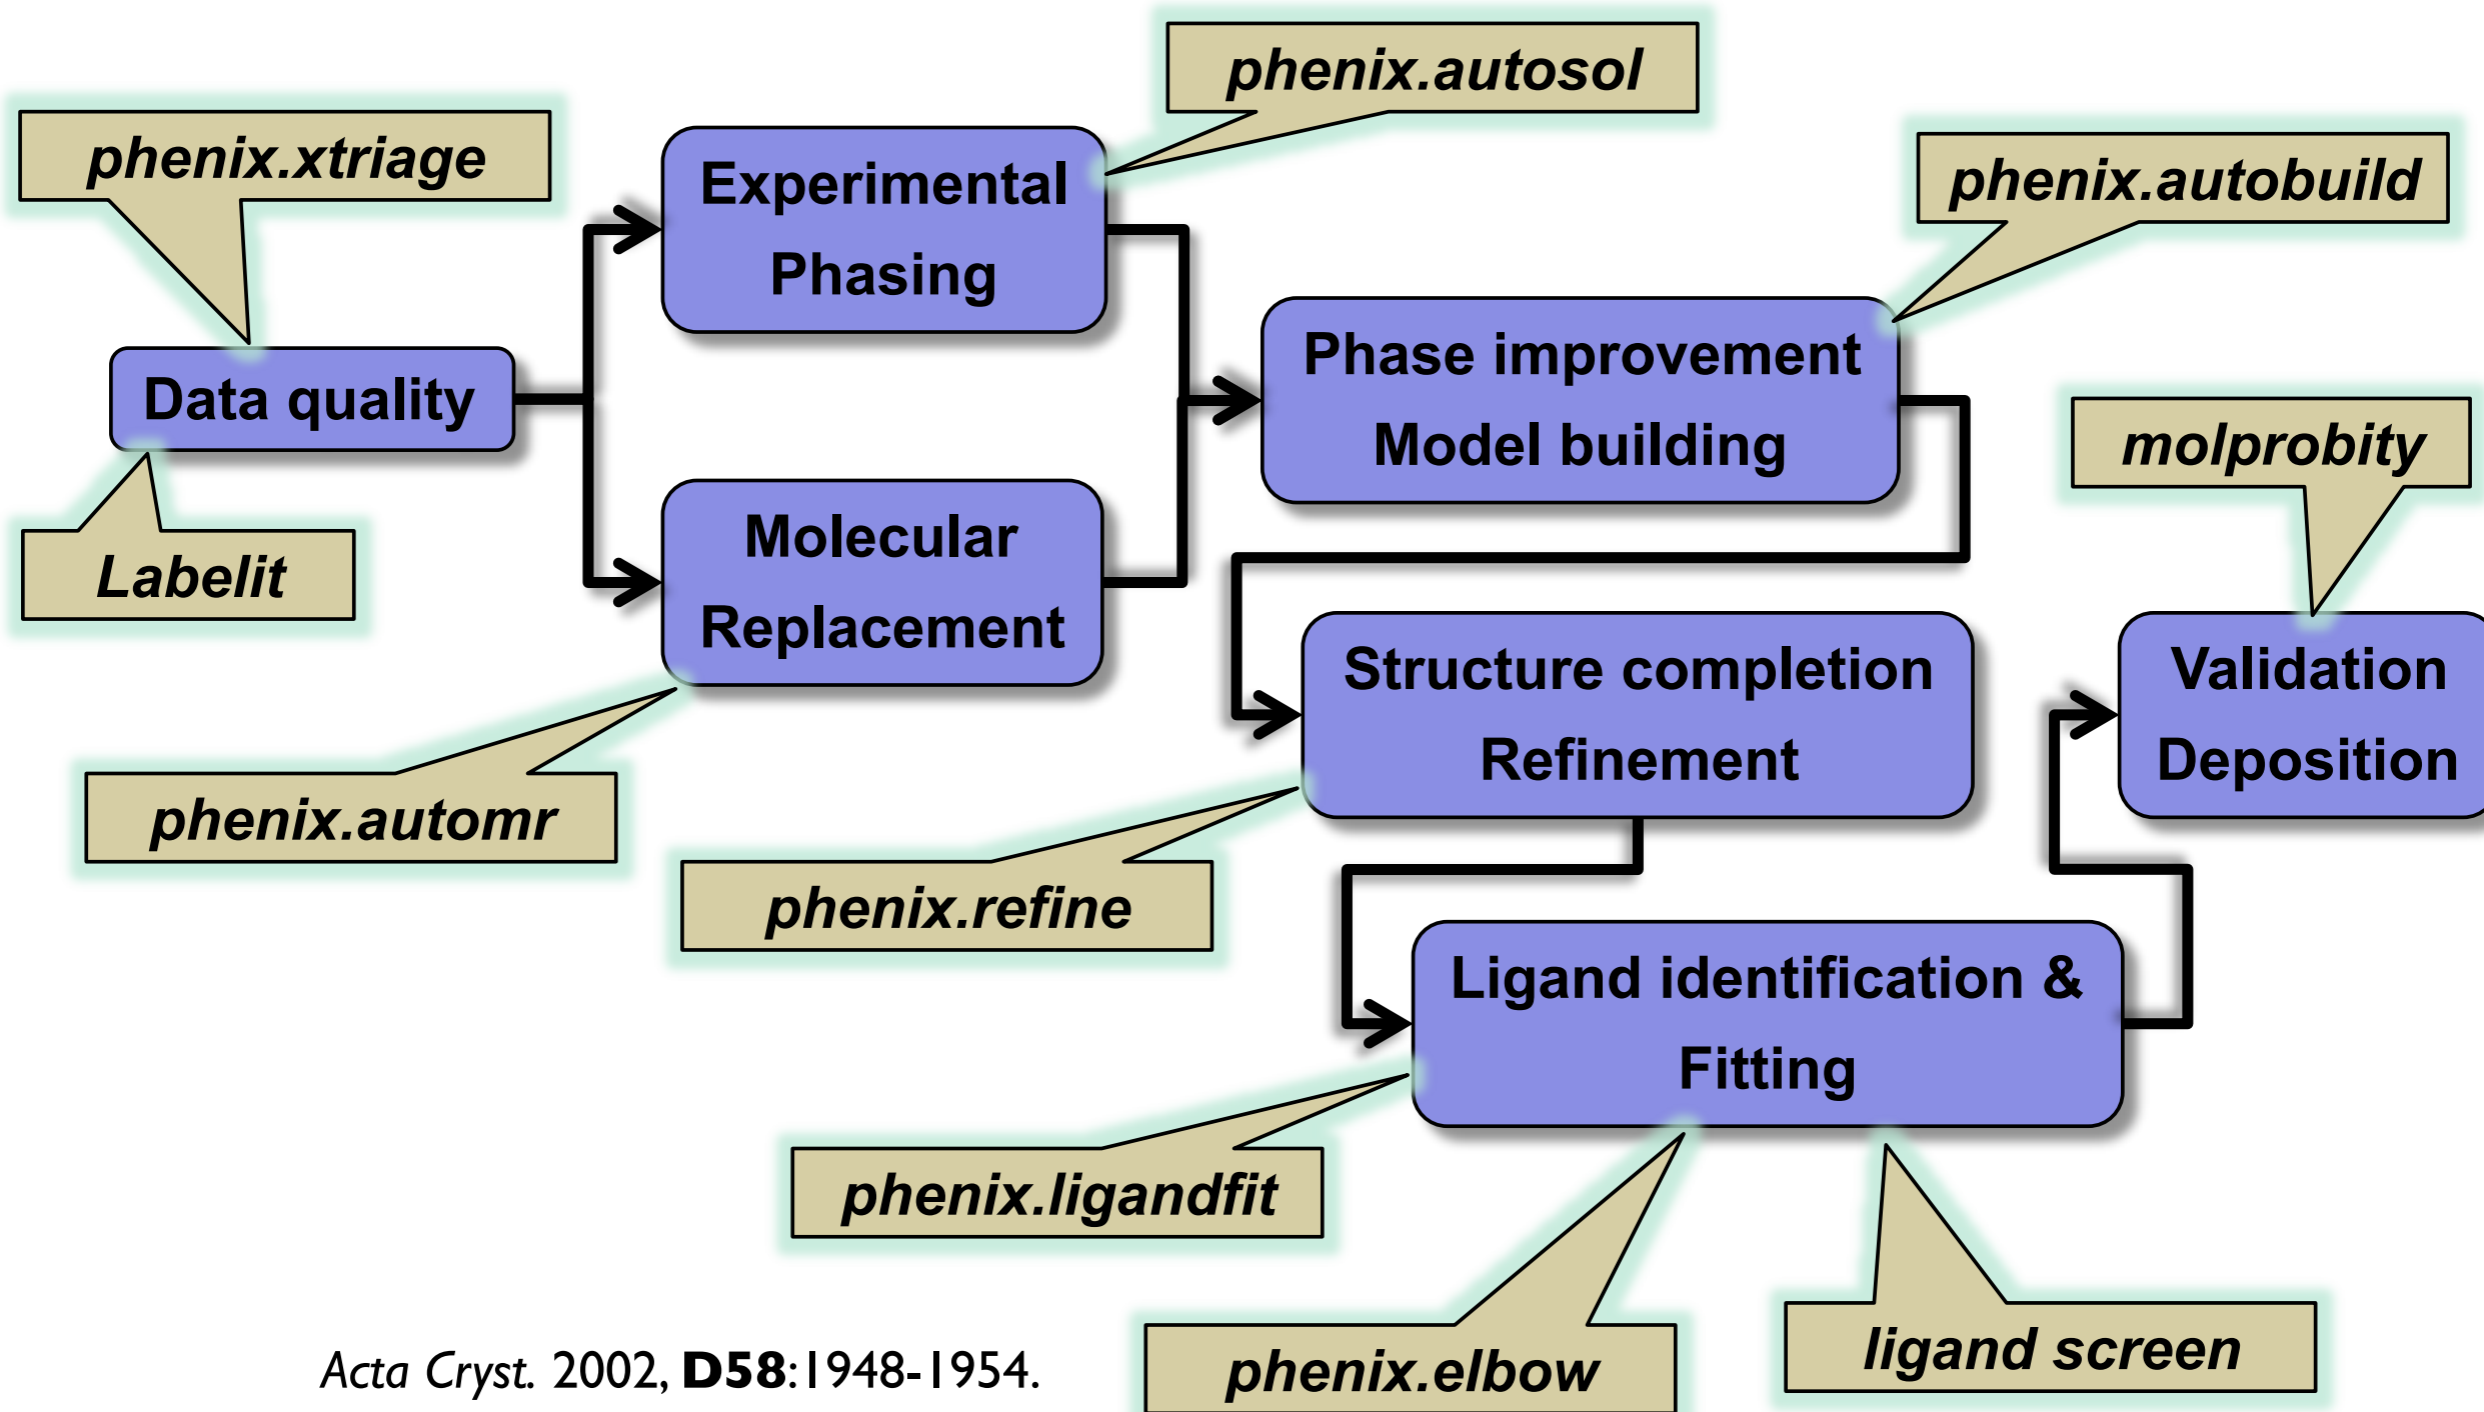 phenix.autosol
phenix.xtriage
phenix.autobuild
Experimental
Phasing
Data quality
Phase improvement
Model building
molprobity
Labelit
Molecular
Replacement
Structure completion
Refinement
Validation
Deposition
phenix.automr
phenix.refine
Ligand identification &
Fitting
phenix.ligandfit
phenix.elbow
ligand screen
Acta Cryst. 2002, D58:1948-1954.